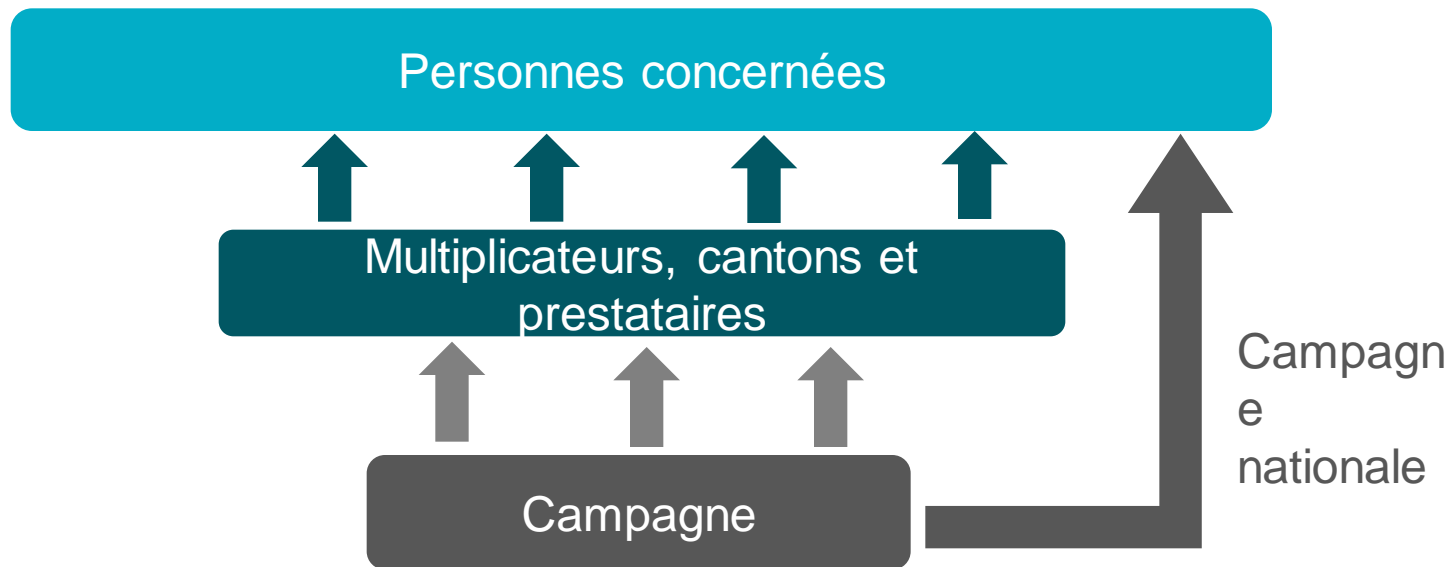 Personnes concernées
Multiplicateurs, cantons et
prestataires
Campagn
e
nationale
Campagne